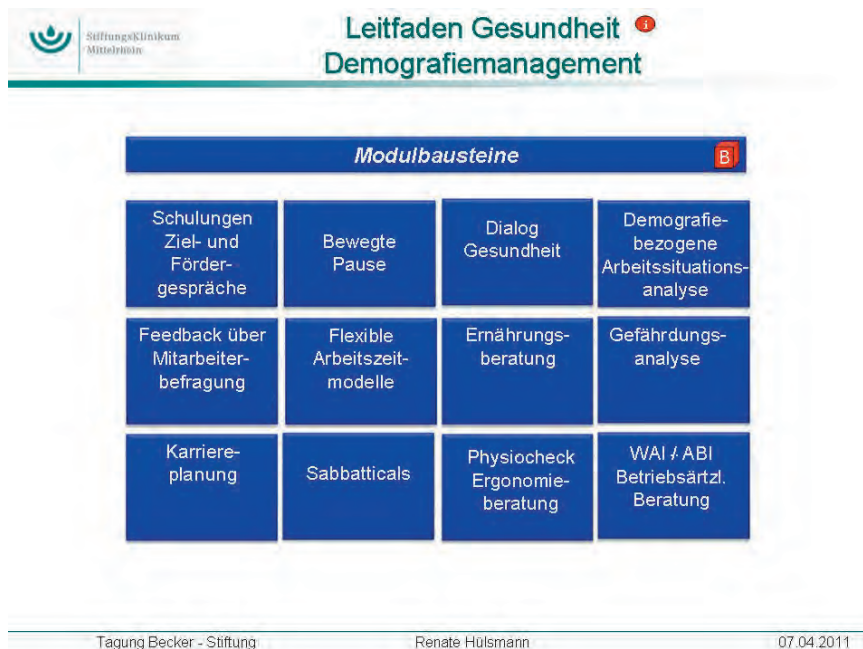 StiftungsKlinikum
Mittelrhein
Leitfaden Gesundheit i
Demografiemanagement
Modulbausteine
B
Schulungen
Ziel- und
Förder-
gespräche
Bewegte
Pause
Dialog
Gesundheit
Demografie-
bezogene
Arbeitssituations-
analyse
Feedback über
Mitarbeiter-
befragung
Flexible
Arbeitszeit-
modelle
Ernährungs-
beratung
Gefährdungs-
analyse
Karriere-
planung
Sabbatticals
Physiocheck
Ergonomie-
beratung
WAI / ABI
Betriebsärztl.
Beratung
Tagung Becker - Stiftung
Renate Hülsmann
07.04.2011